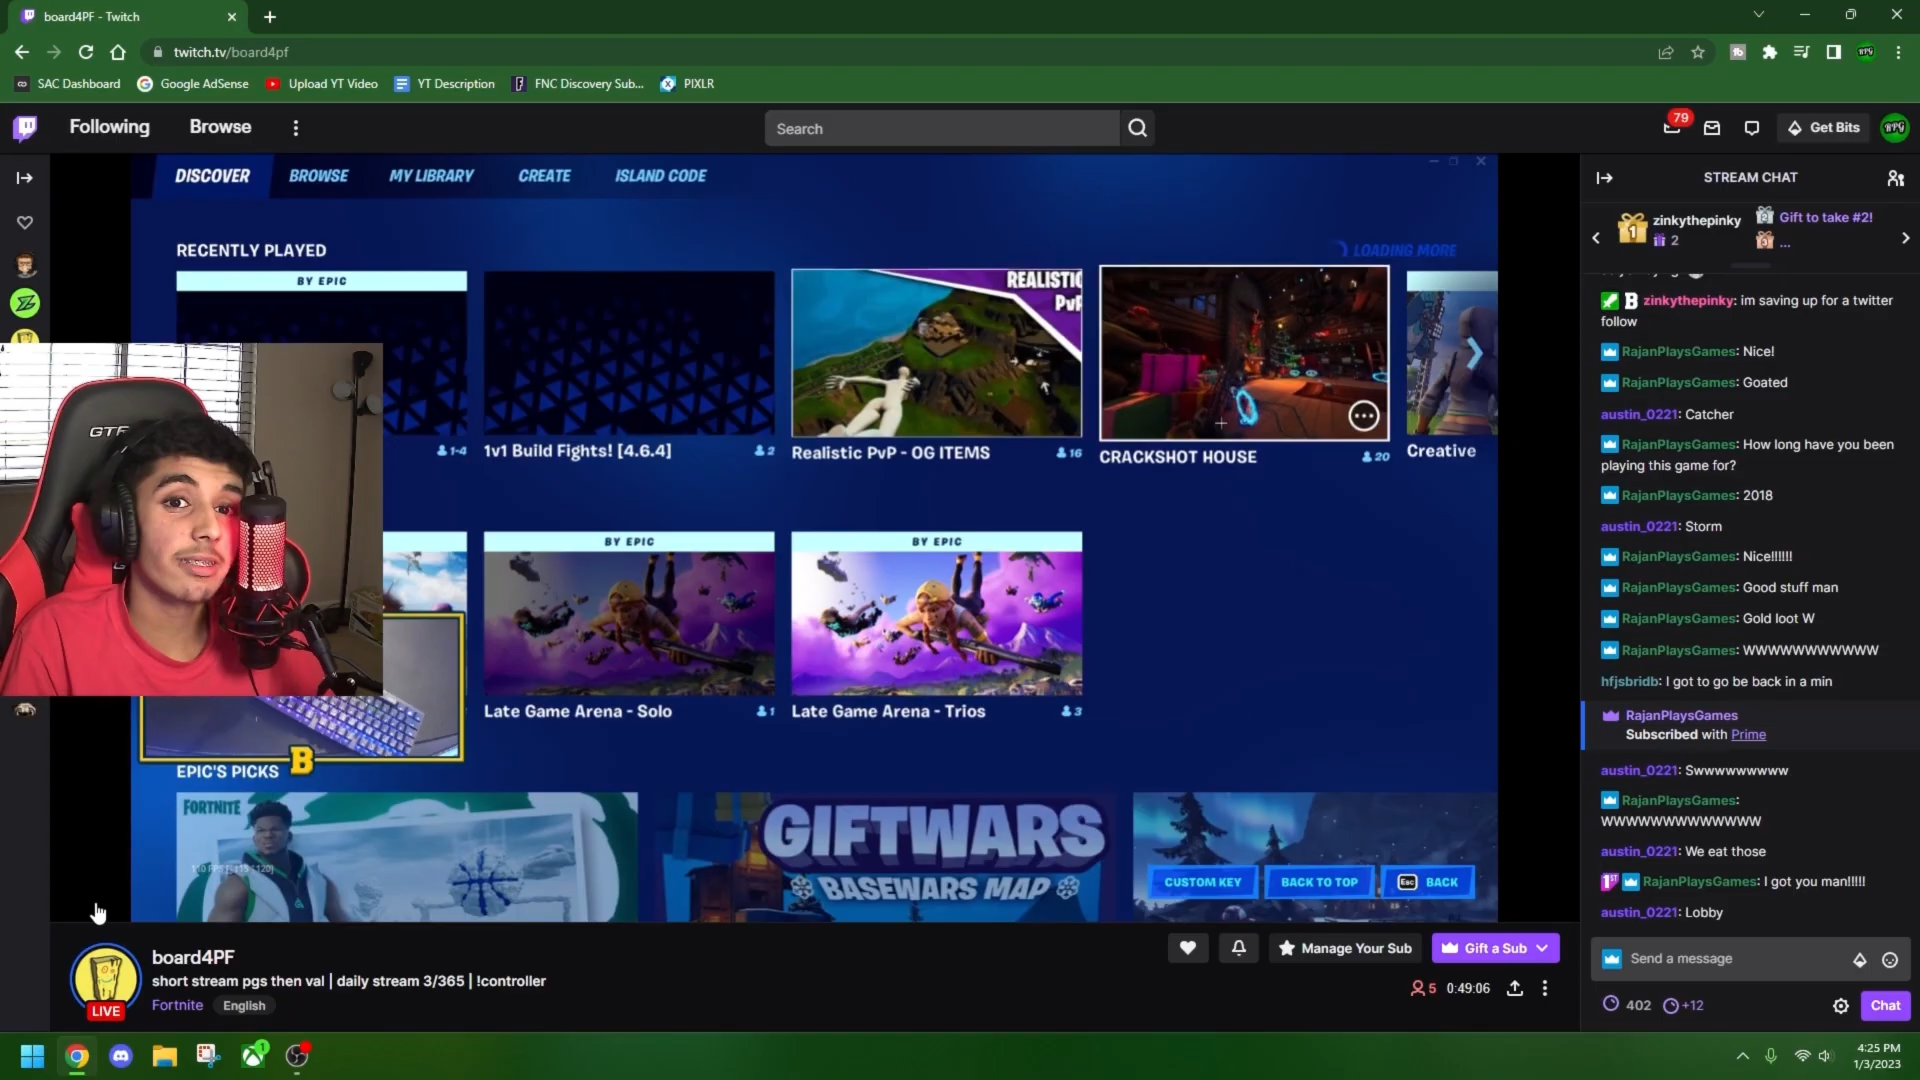 board4PF - Twitch
twitch.tv/board4pf
SAC Dashboard
Google AdSense
Upload YT Video
YT Description
FNC Discovery Sub...
PIXLR
Following
Browse
Search
79
Get Bits
RPG
DISCOVER
BROWSE
MY LIBRARY
CREATE
ISLAND CODE
STREAM CHAT
zinkythepinky
2
Gift to take #2!
...
RECENTLY PLAYED
LOADING MORE
BY EPIC
REALISTIC
PvP
1-4
1v1 Build Fights! [4.6.4]
2
Realistic PvP - OG ITEMS
16
CRACKSHOT HOUSE
20
Creative
GTR
BY EPIC
BY EPIC
Late Game Arena - Solo
1
Late Game Arena - Trios
3
B
EPIC'S PICKS
FORTNITE
GIFTWARS
BASEWARS MAP
CUSTOM KEY
BACK TO TOP
Esc BACK
zinkythepinky: im saving up for a twitter
follow
RajanPlaysGames: Nice!
RajanPlaysGames: Goated
austin_0221: Catcher
RajanPlaysGames: How long have you been
playing this game for?
RajanPlaysGames: 2018
austin_0221: Storm
RajanPlaysGames: Nice!!!!!!
RajanPlaysGames: Good stuff man
RajanPlaysGames: Gold loot W
RajanPlaysGames: WWWWWWWWWWW
hfjsbridb: I got to go be back in a min
RajanPlaysGames
Subscribed with Prime
austin_0221: Swwwwwwwww
RajanPlaysGames:
WWWWWWWWWWWWW
austin_0221: We eat those
RajanPlaysGames: I got you man!!!!!
austin_0221: Lobby
Send a message
402
+12
Chat
board4PF
short stream pgs then val | daily stream 3/365 | !controller
Fortnite
English
LIVE
Manage Your Sub
Gift a Sub
5
0:49:06
1
4:25 PM
1/3/2023